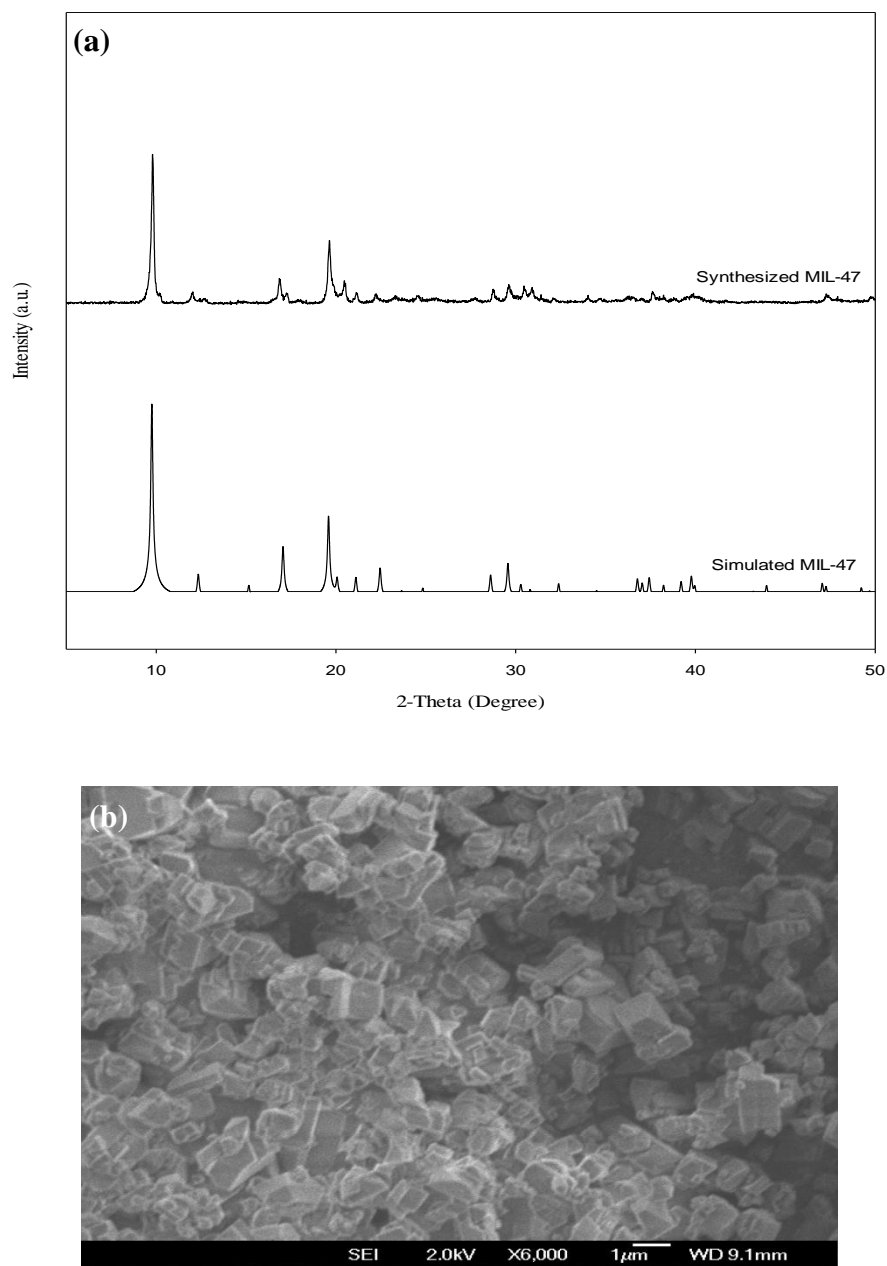 (a)
Intensity (a.u.)
Synthesized MIL-47
Simulated MIL-47
10 20 30 40 50
2-Theta (Degree)
(b)
SEI 2.0kV X6,000 1μm WD 9.1mm